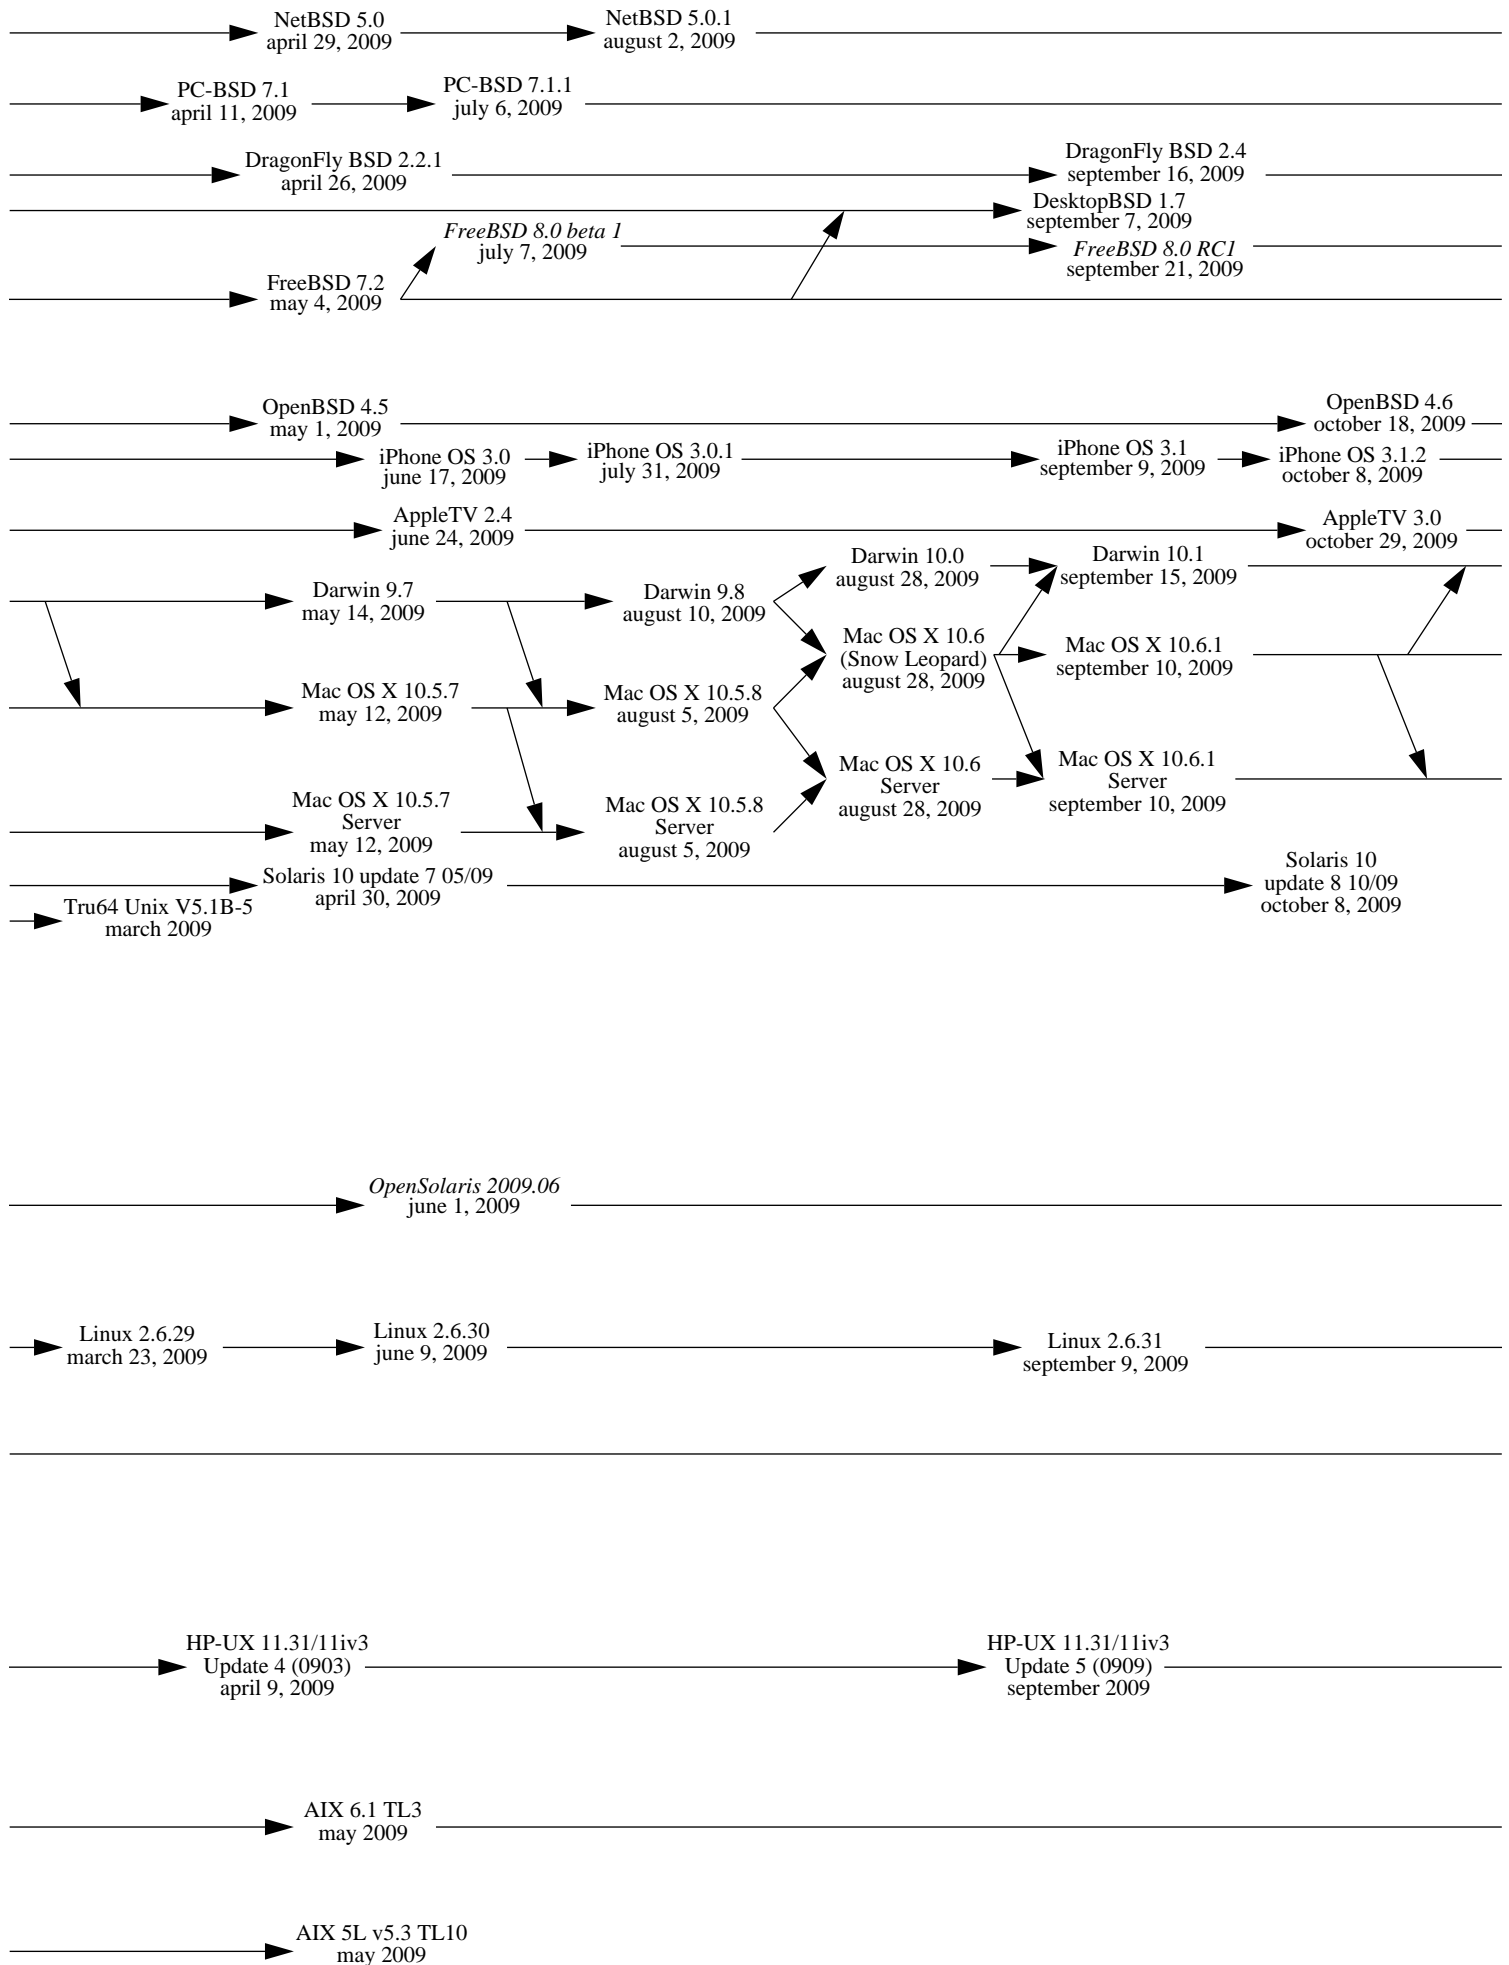 NetBSD 5.0
april 29, 2009
NetBSD 5.0.1
august 2, 2009
PC-BSD 7.1
april 11, 2009
PC-BSD 7.1.1
july 6, 2009
DragonFly BSD 2.2.1
april 26, 2009
DragonFly BSD 2.4
september 16, 2009
DesktopBSD 1.7
september 7, 2009
FreeBSD 8.0 beta 1
july 7, 2009
FreeBSD 8.0 RC1
september 21, 2009
FreeBSD 7.2
may 4, 2009
OpenBSD 4.5
may 1, 2009
OpenBSD 4.6
october 18, 2009
iPhone OS 3.0
june 17, 2009
iPhone OS 3.0.1
july 31, 2009
iPhone OS 3.1
september 9, 2009
iPhone OS 3.1.2
october 8, 2009
AppleTV 2.4
june 24, 2009
AppleTV 3.0
october 29, 2009
Darwin 9.7
may 14, 2009
Darwin 9.8
august 10, 2009
Darwin 10.0
august 28, 2009
Darwin 10.1
september 15, 2009
Mac OS X 10.6
(Snow Leopard)
august 28, 2009
Mac OS X 10.6.1
september 10, 2009
Mac OS X 10.5.7
may 12, 2009
Mac OS X 10.5.8
august 5, 2009
Mac OS X 10.6
Server
august 28, 2009
Mac OS X 10.6.1
Server
september 10, 2009
Mac OS X 10.5.7
Server
may 12, 2009
Mac OS X 10.5.8
Server
august 5, 2009
Solaris 10 update 7 05/09
april 30, 2009
Solaris 10
update 8 10/09
october 8, 2009
Tru64 Unix V5.1B-5
march 2009
OpenSolaris 2009.06
june 1, 2009
Linux 2.6.29
march 23, 2009
Linux 2.6.30
june 9, 2009
Linux 2.6.31
september 9, 2009
HP-UX 11.31/11iv3
Update 4 (0903)
april 9, 2009
HP-UX 11.31/11iv3
Update 5 (0909)
september 2009
AIX 6.1 TL3
may 2009
AIX 5L v5.3 TL10
may 2009